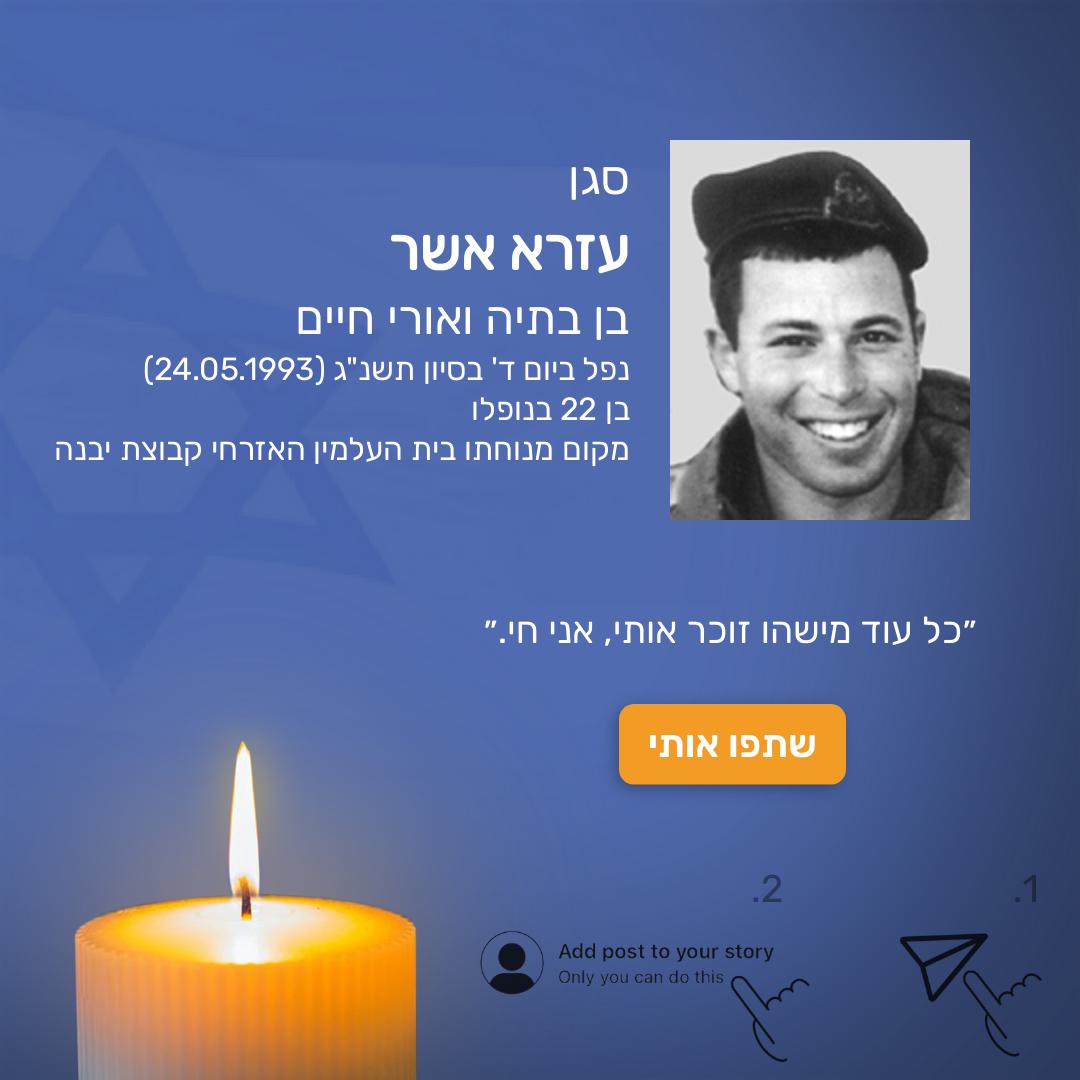 סגן
עזרא אשר
בן בתיה ואורי חיים
נפל ביום ד' בסיון תשנ"ג (24.05.1993)
בן 22 בנופלו
מקום מנוחתו בית העלמין האזרחי קבוצת יבנה
"כל עוד מישהו זוכר אותי, אני חי."
שתפו אותי
.1
.2
Add post to your story
Only you can do this